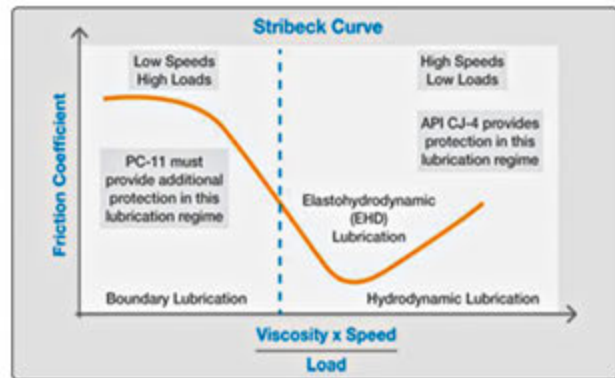 Stribeck Curve
Low Speeds
High Loads
High Speeds
Low Loads
PC-11 must
provide additional
protection in this
lubrication regime
API CJ-4 provides
protection in this
lubrication regime
Elastohydrodynamic
(EHD)
Lubrication
Boundary Lubrication
Hydrodynamic Lubrication
Friction Coefficient
Viscosity x Speed
Load